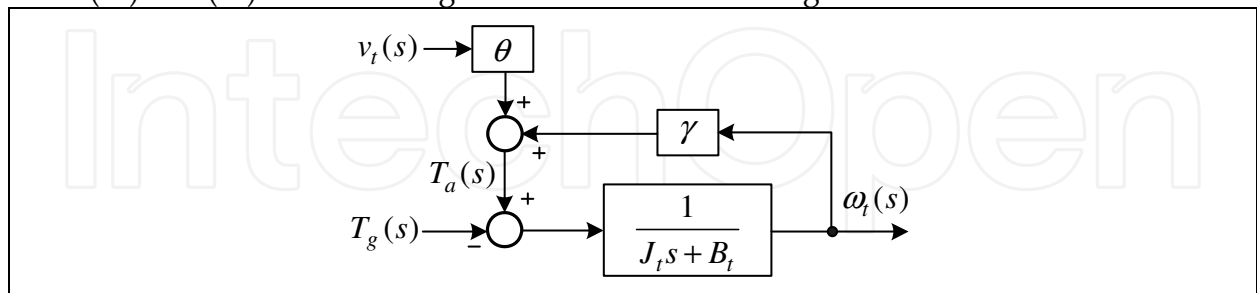 v_t(s)
θ
+
γ
+
T_a(s)
+
ω_t(s)
T_g(s)
−
1
J_t s + B_t
IntechOpen